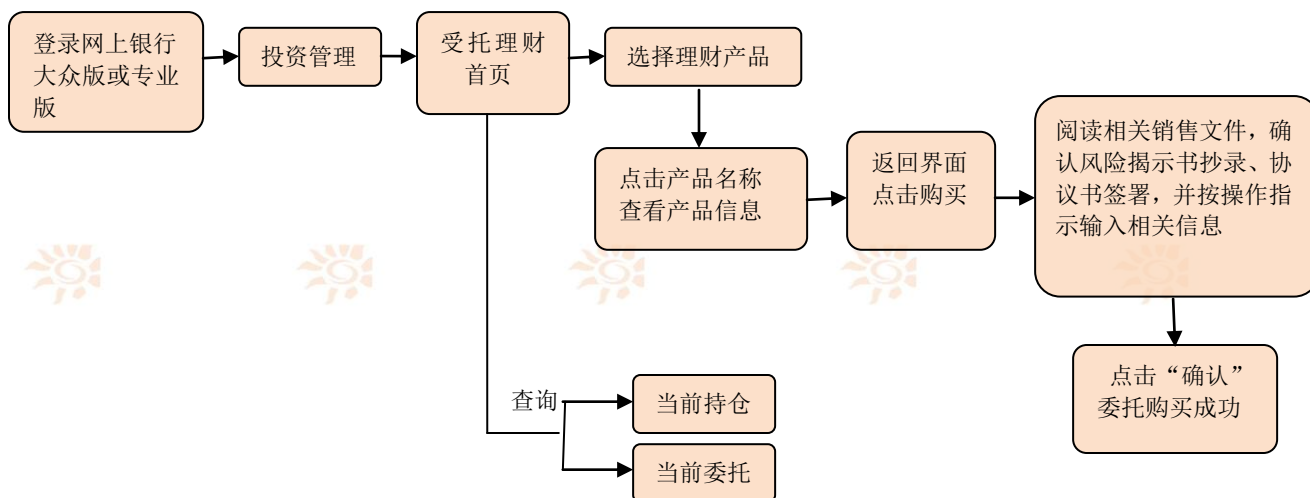 登录网上银行
大众版或专业
版
投资管理
受托理财
首页
选择理财产品
点击产品名称
查看产品信息
返回界面
点击购买
阅读相关销售文件，确
认风险揭示书抄录、协
议书签署，并按操作指
示输入相关信息
点击“确认”
委托购买成功
查询
当前持仓
当前委托